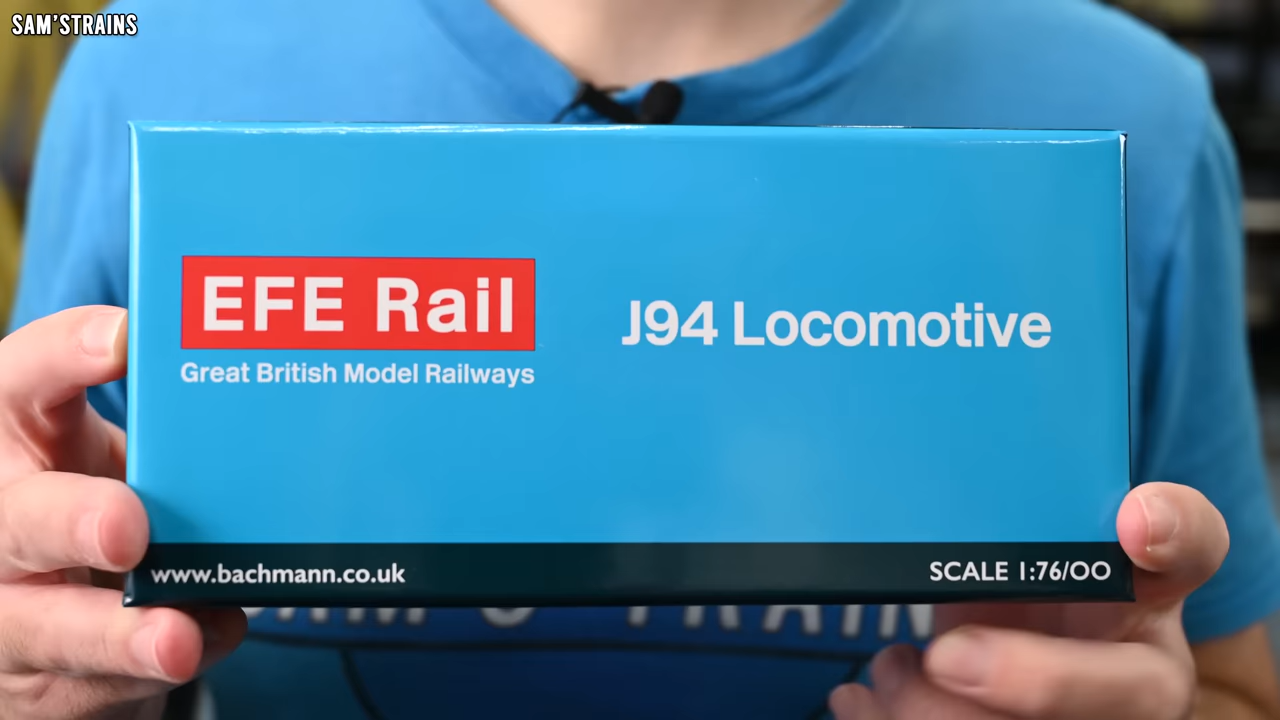 SAM'STRAINS
EFE Rail
Great British Model Railways
J94 Locomotive
www.bachmann.co.uk
SCALE 1:76/OO